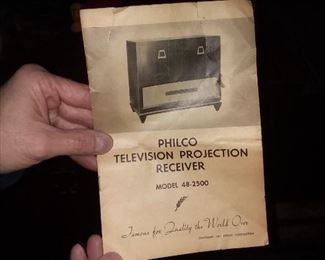 PHILCO
TELEVISION PROJECTION
RECEIVER
MODEL 48-2500
Famous for Quality the World Over